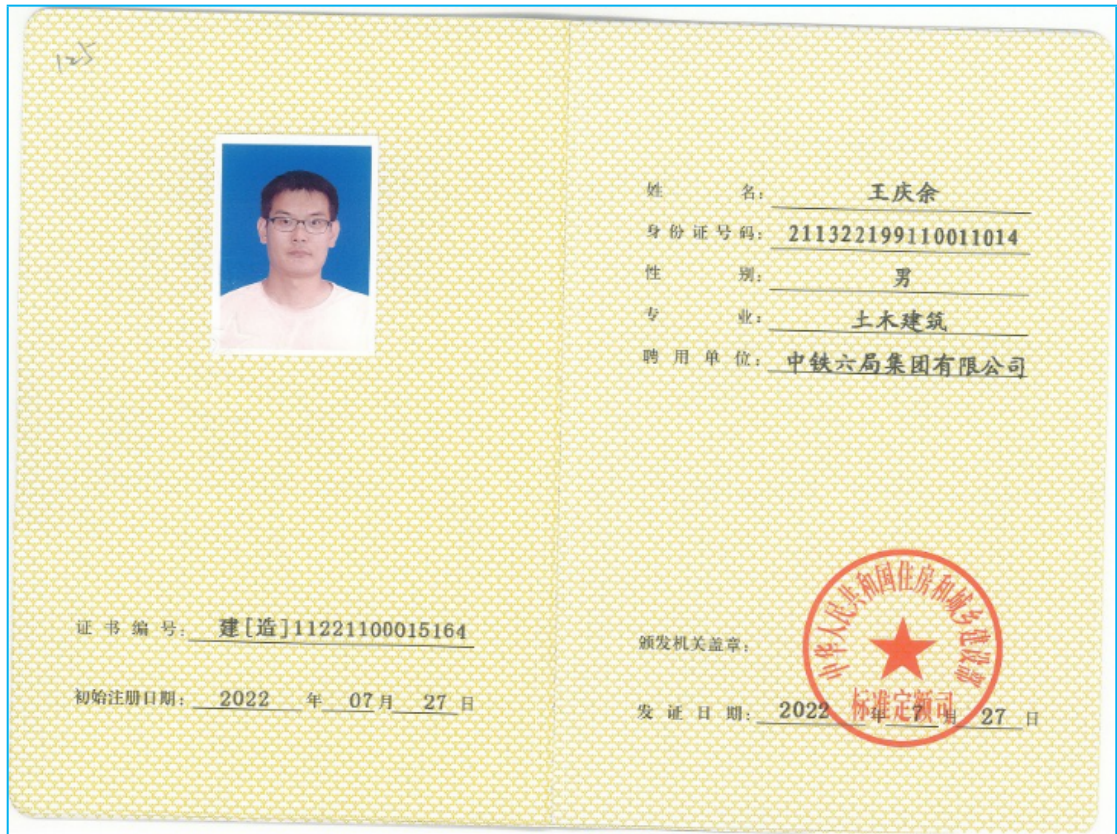 125
姓 名: 王庆余
身份证号码: 211322199110011014
性 别: 男
专 业: 土木建筑
聘用单位: 中铁六局集团有限公司
证书编号: 建[造]11221100015164
初始注册日期: 2022 年 07 月 27 日
中华人民共和国住房和城乡建设部
标准定额司
颁发机关盖章:
发证日期: 2022 年 7 月 27 日